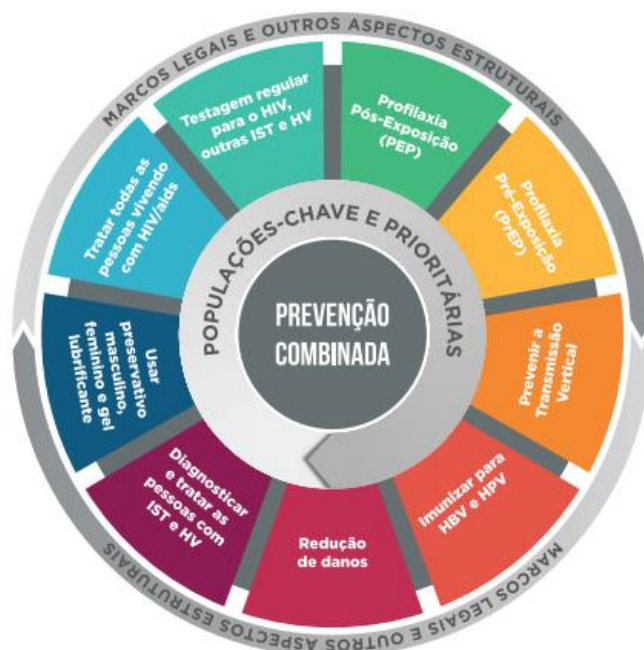 MARCOS LEGAIS E OUTROS ASPECTOS ESTRUTURAIS
Testagem regular
para o HIV,
outras IST e HV
Profilaxia
Pós-Exposição
(PEP)
Profilaxia
Pré-Exposição
(PrEP)
Prevenir a
Transmissão
Vertical
Imunizar para
HBV e HPV
Redução
de danos
Diagnosticar
e tratar as
pessoas com
IST e HV
Usar
preservativo
masculino,
feminino e gel
lubrificante
Tratar todas as
pessoas vivendo
com HIV/aids
POPULAÇÕES-CHAVE E PRIORITÁRIAS
PREVENÇÃO
COMBINADA
MARCOS LEGAIS E OUTROS ASPECTOS ESTRUTURAIS